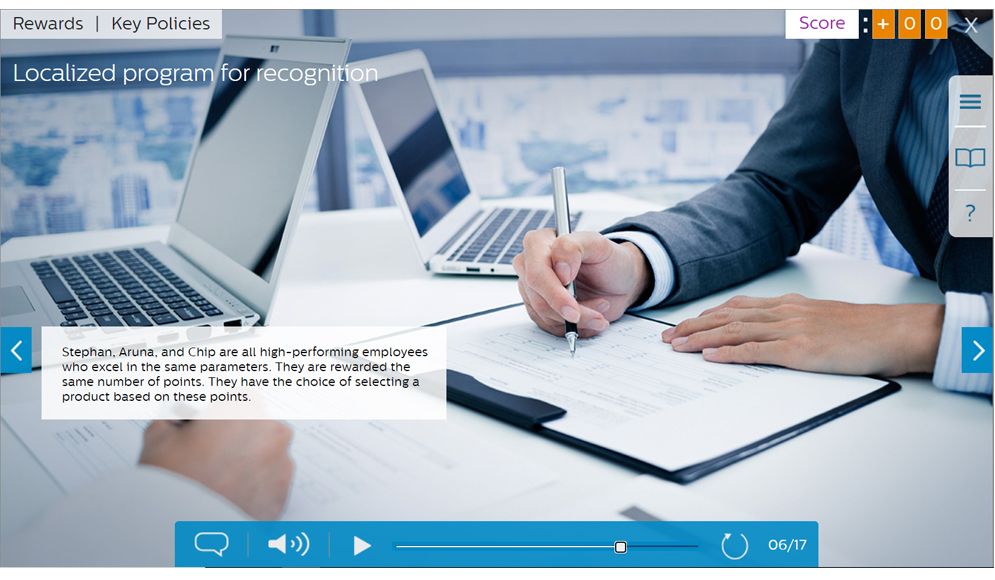 Rewards | Key Policies
Score : + 0 0 X
Localized program for recognition
?
Stephan, Aruna, and Chip are all high-performing employees
who excel in the same parameters. They are rewarded the
same number of points. They have the choice of selecting a
product based on these points.
06/17